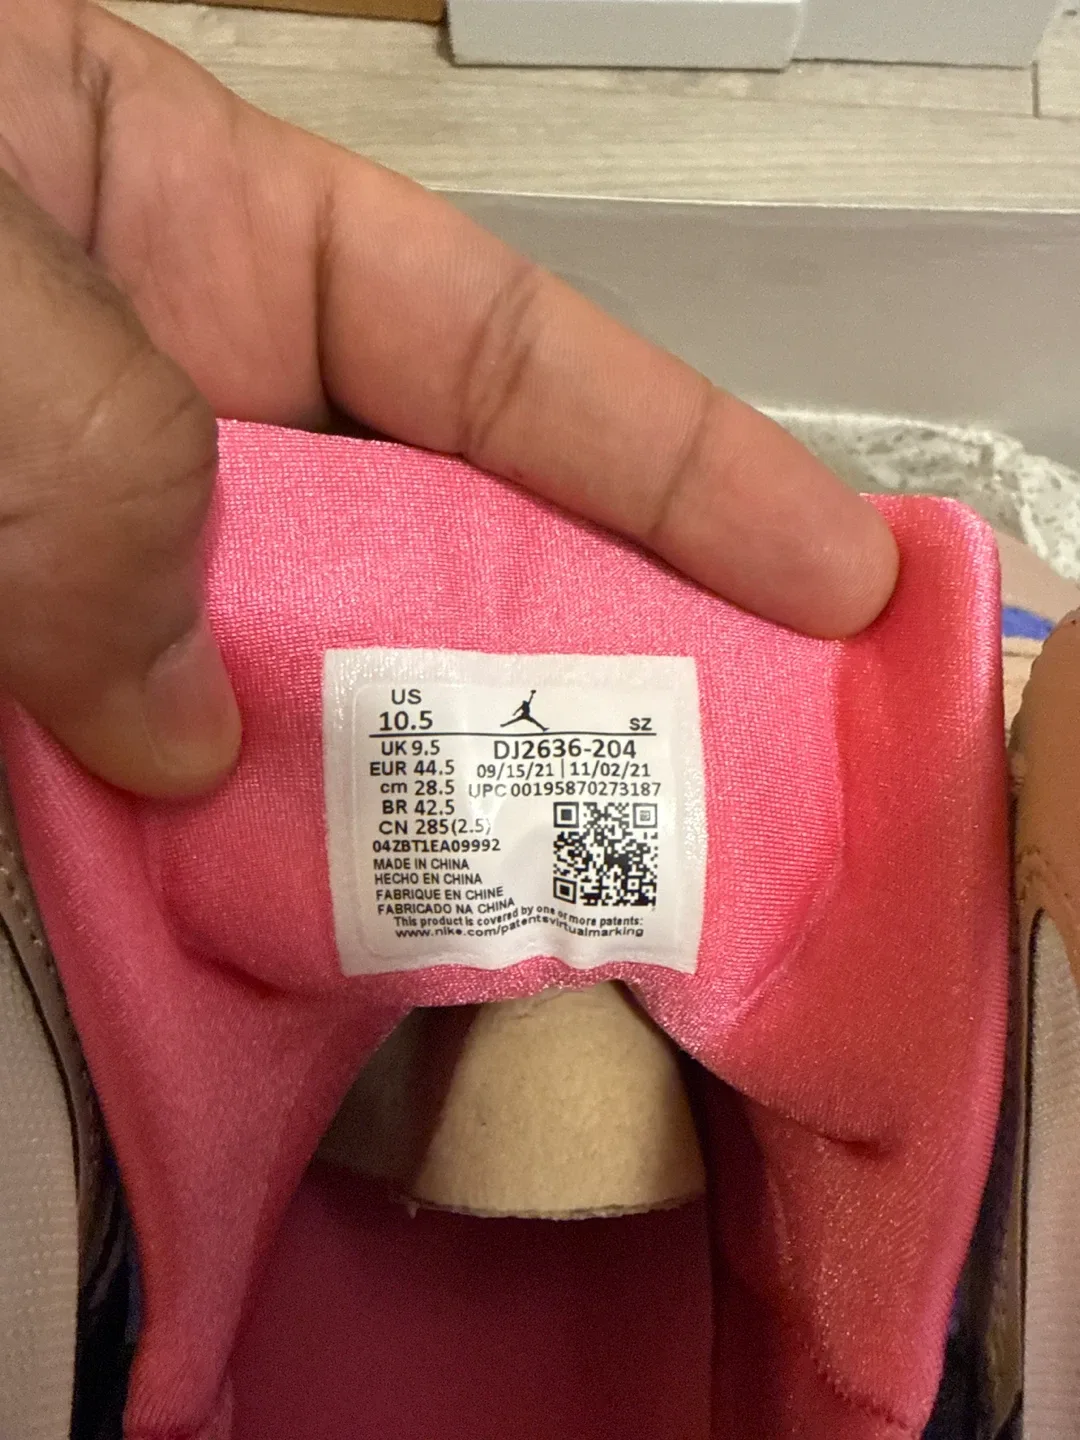 US
10.5
SZ
UK 9.5
DJ2636-204
EUR 44.5
09/15/21 | 11/02/21
cm 28.5
UPC 00195870273187
BR 42.5
CN 285(2.5)
04ZBT1EA09992
MADE IN CHINA
HECHO EN CHINA
FABRIQUE EN CHINE
FABRICADO NA CHINA
This product is covered by one or more patents:
www.nike.com/patentsvirtualmarking